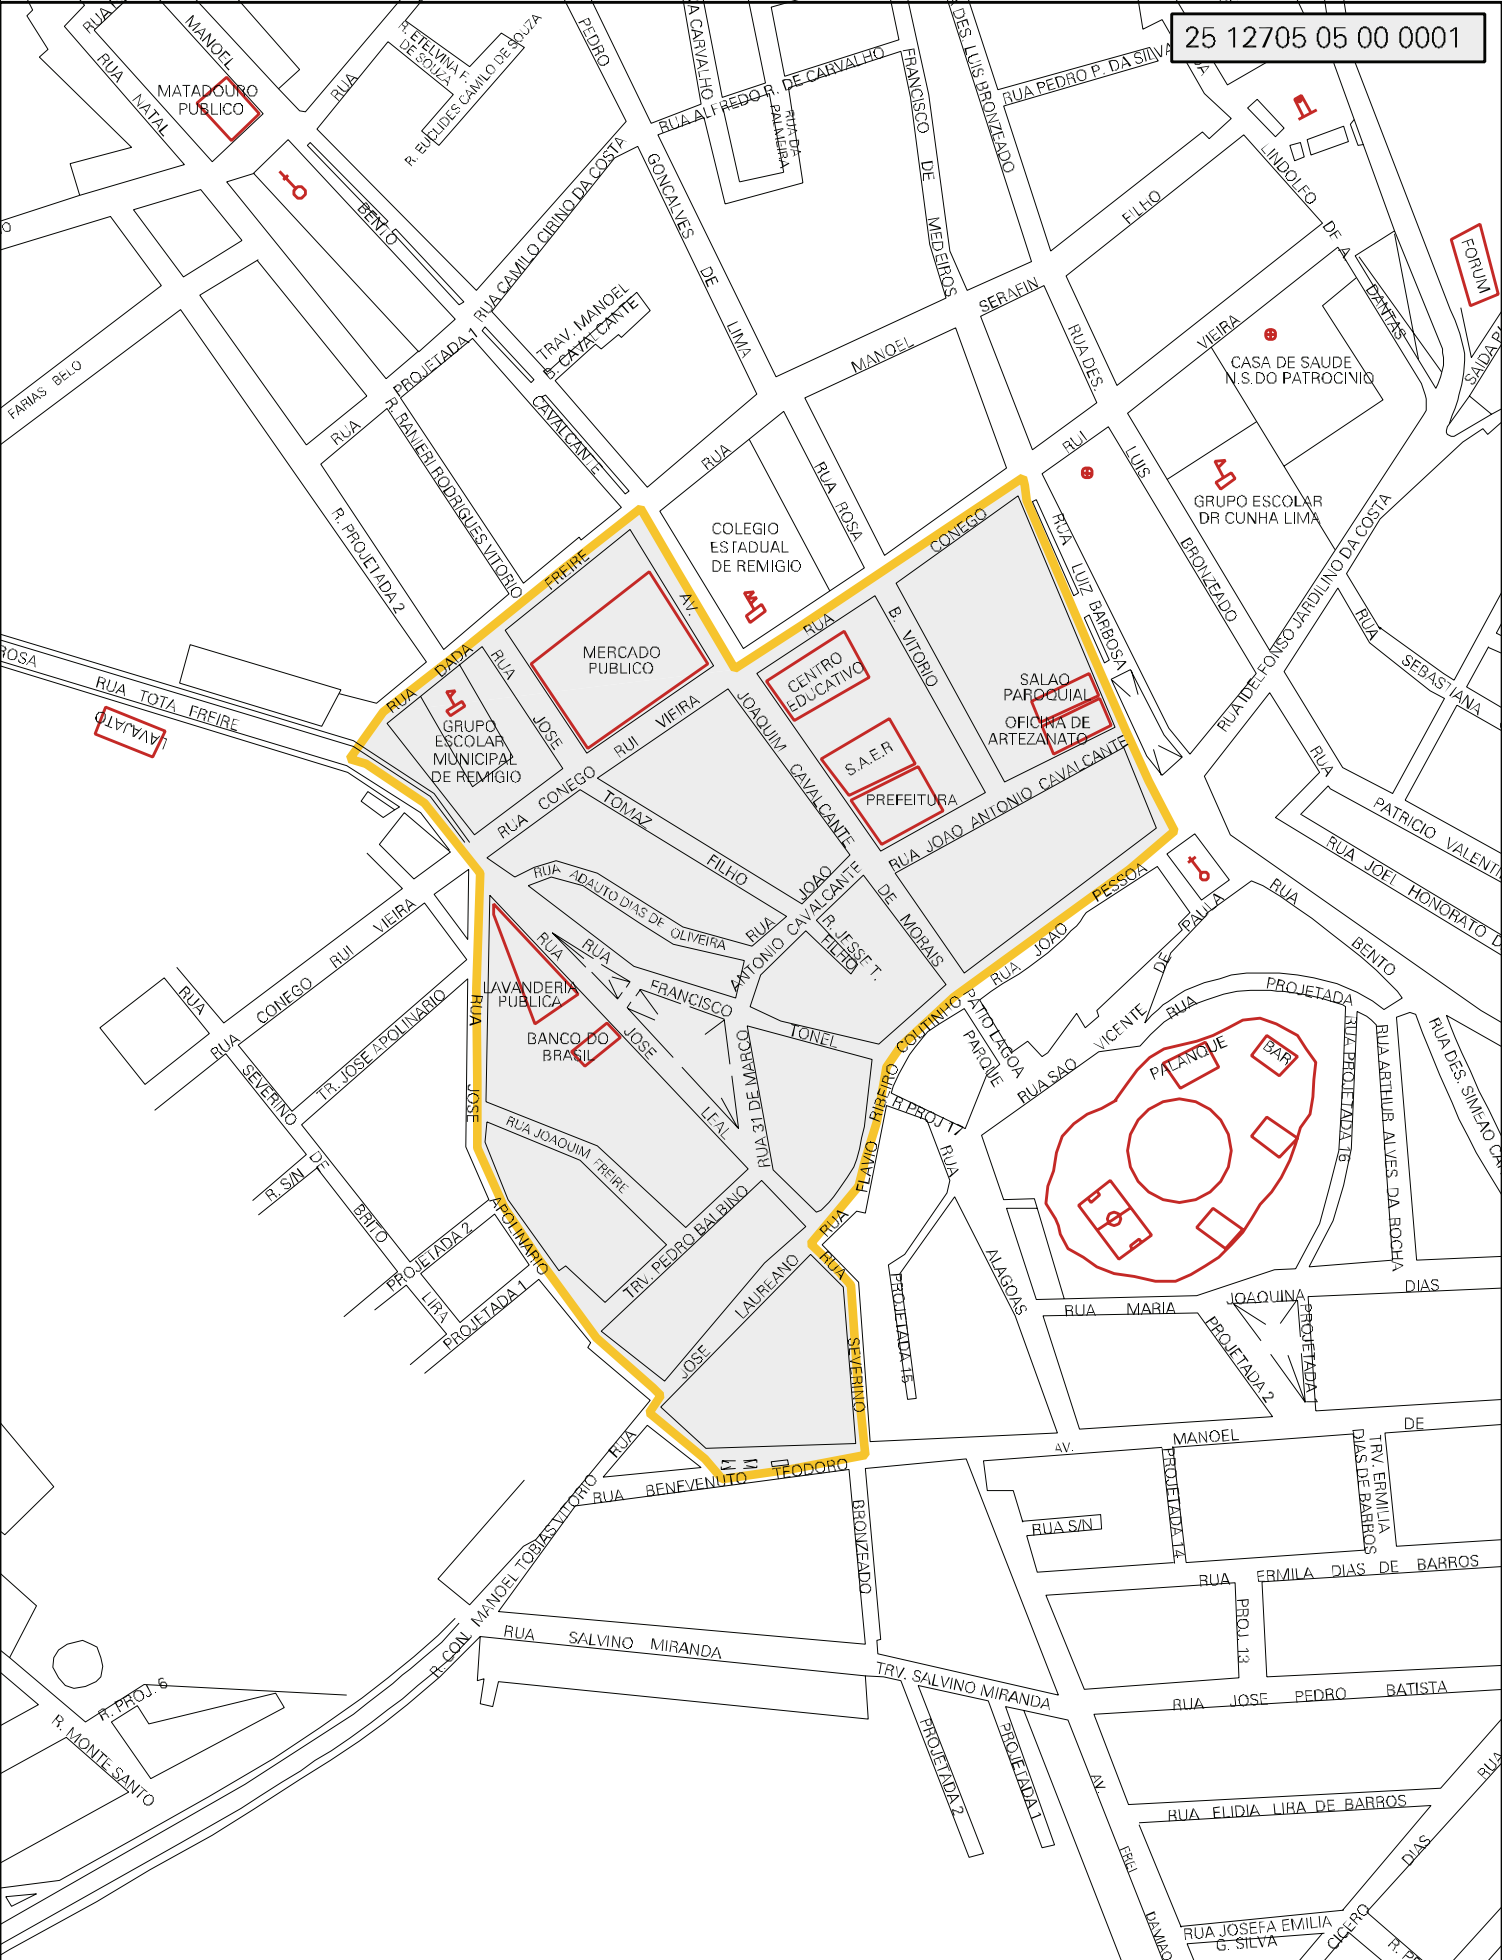 25 12705 05 00 0001
RUA
MANOEL
RUA
NATAL
MATADOURO
PUBLICO
RUA
R. ETELVINA F.
DE SOUZA
R. EUCLIDES CAMILO DE SOUZA
PEDRO
GONCALVES
DE
LIMA
RUA ALFREDO R. DE CARVALHO
RUA DA
PALMEIRA
FRANCISCO
DE
MEDEIROS
DES. LUIS BRONZEADO
RUA PEDRO P. DA SILVA
LINDOLFO
DE A.
DANTAS
FORUM
BENTO
RUA CAMILO CIRINO DA COSTA
TRAV. MANOEL
B. CAVALCANTE
FILHO
SERAFIN
MANOEL
RUA
RUA DES.
VIEIRA
CASA DE SAUDE
N.S.DO PATROCINIO
FARIAS BELO
RUA
PROJETADA 1
CAVALCANTE
R. RANIERI RODRIGUES VITORIO
R. PROJETADA 2
RUA ROSA
RUI
LUIS
BRONZEADO
GRUPO ESCOLAR
DR CUNHA LIMA
COLEGIO
ESTADUAL
DE REMIGIO
CONEGO
RUA
RUA
LUIZ
BARBOSA
RUA IDELFONSO JARDILINO DA COSTA
RUA
SEBASTIANA
RUA
PATRICIO
RUA JOEL HONORATO
ROSA
RUA TOTA FREIRE
LAVAJATO
RUA
DADA
FREIRE
AV.
JOAQUIM
CAVALCANTE
DE
MORAIS
MERCADO
PUBLICO
RUA
JOSE
GRUPO
ESCOLAR
MUNICIPAL
DE REMIGIO
RUA CONEGO
RUI
VIEIRA
CENTRO
EDUCATIVO
B. VITORIO
S.A.E.R
PREFEITURA
SALAO
PAROQUIAL
OFICINA DE
ARTEZANATO
RUA JOAO ANTONIO CAVALCANTE
TOMAZ
FILHO
RUA ADAUTO DIAS DE OLIVEIRA
RUA
JOAO
ANTONIO CAVALCANTE
R. JESSE T.
FILHO
RUA
JOAO
PESSOA
RUA
BENTO
RUA
JOSE
LEAL
RUA
FRANCISCO
TONEL
LAVANDERIA
PUBLICA
BANCO DO
BRASIL
RUA 31 DE MARCO
RUA
FLAVIO
RIBEIRO
COUTINHO
PATIO LAGOA
PARQUE
RUA SAO
VICENTE
DE
PAULA
RUA
PROJETADA
PALANQUE
BAR
RUA PROJETADA 16
RUA ARTHUR ALVES DA ROCHA
RUA DES. SIMEAO
R.PROJ 17
RUA
ALAGOAS
RUA
CONEGO
RUI
VIEIRA
RUA
SEVERINO
DE
BRITO
LIRA
TR. JOSE APOLINARIO
R. S/N
PROJETADA 2
PROJETADA 1
RUA
JOSE
APOLINARIO
RUA JOAQUIM FREIRE
TRV. PEDRO BALBINO
JOSE
LAUREANO
RUA
SEVERINO
BRONZEADO
PROJETADA 15
RUA
MARIA
JOAQUINA
DIAS
PROJETADA 2
PROJETADA 1
AV.
MANOEL
DE
RUA
RUA
BENEVENUTO
TEODORO
R. CON. MANOEL TOBIAS VITORIO
RUA S/N
PROJETADA 14
TRV. ERMILIA
DIAS DE BARROS
RUA ERMILA DIAS DE BARROS
PROJ. 13
RUA SALVINO MIRANDA
TRV. SALVINO MIRANDA
RUA JOSE PEDRO BATISTA
PROJETADA 2
PROJETADA 1
AV.
FREI
DAMIAO
R. PROJ. 6
R. MONTE SANTO
RUA ELIDIA LIRA DE BARROS
RUA
DIAS
CICERO
RUA JOSEFA EMILIA
G. SILVA